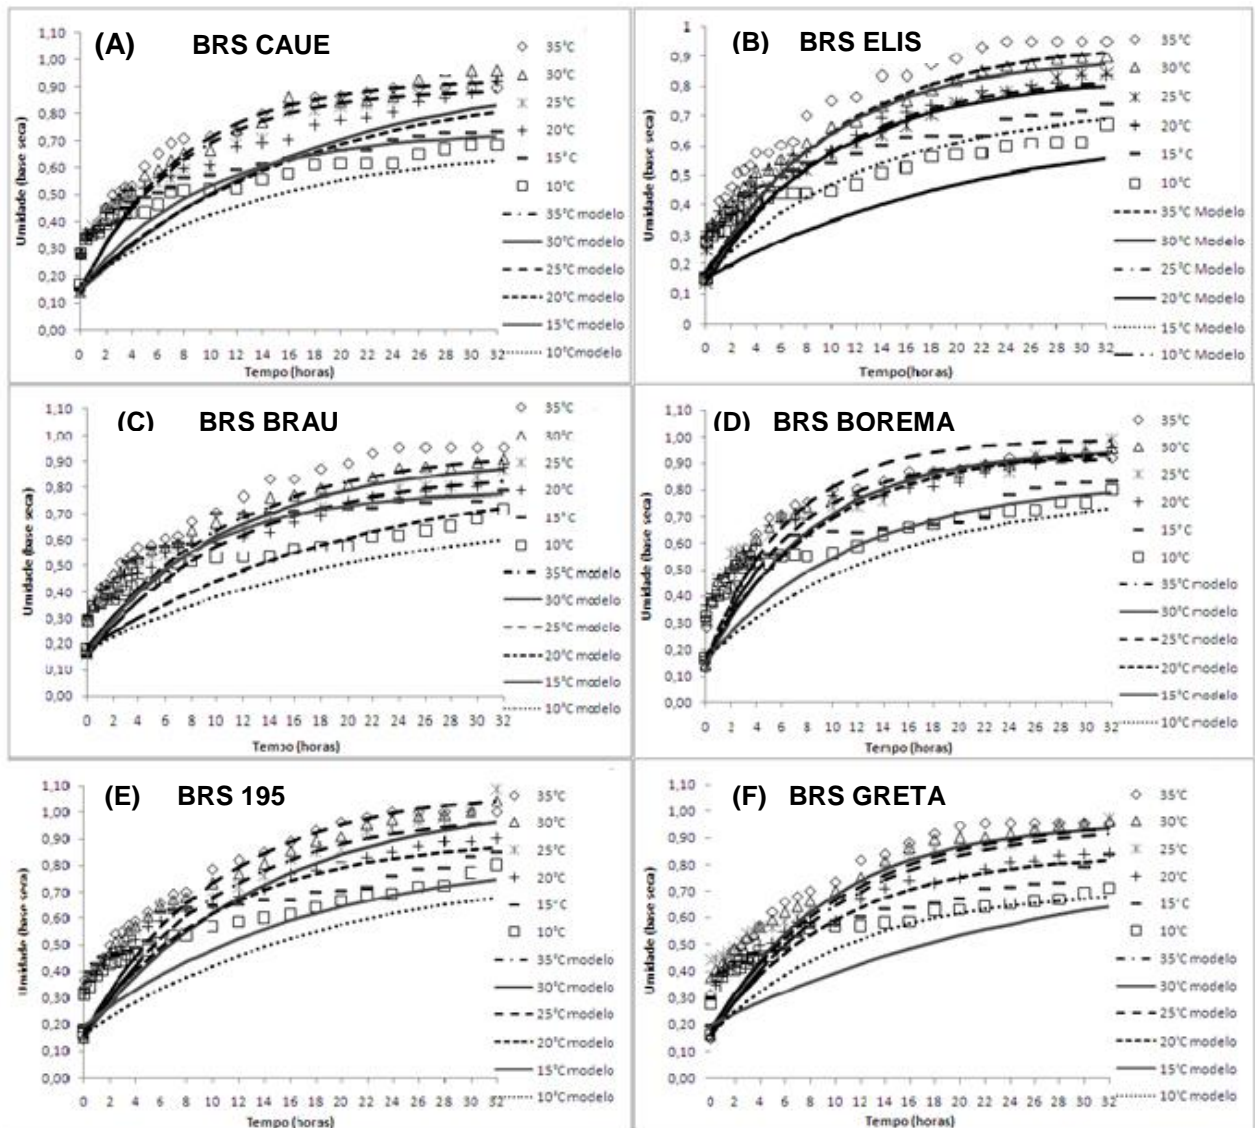 (A) BRS CAUE
Umidade (base seca)
1,10
1,00
0,90
0,80
0,70
0,60
0,50
0,40
0,30
0,20
0,10
0,00
0 2 4 6 8 10 12 14 16 18 20 22 24 26 28 30 32
Tempo (horas)
35°C
30°C
25°C
20°C
15°C
10°C
35°C modelo
30°C modelo
25°C modelo
20°C modelo
15°C modelo
10°C modelo
(B) BRS ELIS
Umidade (base seca)
1
0,9
0,8
0,7
0,6
0,5
0,4
0,3
0,2
0,1
0
0 2 4 6 8 10 12 14 16 18 20 22 24 26 28 30 32
Tempo(horas)
35°C
30°C
25°C
20°C
15°C
10°C
35°C Modelo
30°C Modelo
25°C Modelo
20°C Modelo
15°C Modelo
10°C Modelo
(C) BRS BRAU
Umidade (base seca)
1,10
1,00
0,90
0,80
0,70
0,60
0,50
0,40
0,30
0,20
0,10
0,00
0 2 4 6 8 10 12 14 16 18 20 22 24 26 28 30 32
Tempo (horas)
35°C
30°C
25°C
20°C
15°C
10°C
35°C modelo
30°C modelo
25°C modelo
20°C modelo
15°C modelo
10°C modelo
(D) BRS BOREMA
Umidade (base seca)
1,10
1,00
0,90
0,80
0,70
0,60
0,50
0,40
0,30
0,20
0,10
0,00
0 2 4 6 8 10 12 14 16 18 20 22 24 26 28 30 32
Tempo (horas)
35°C
30°C
25°C
20°C
15°C
10°C
35°C modelo
30°C modelo
25°C modelo
20°C modelo
15°C modelo
10°C modelo
(E) BRS 195
Umidade (base seca)
1,10
1,00
0,90
0,80
0,70
0,60
0,50
0,40
0,30
0,20
0,10
0,00
0 2 4 6 8 10 12 14 16 18 20 22 24 26 28 30 32
Tempo (horas)
35°C
30°C
25°C
20°C
15°C
10°C
35°C modelo
30°C modelo
25°C modelo
20°C modelo
15°C modelo
10°C modelo
(F) BRS GRETA
Umidade (base seca)
1,10
1,00
0,90
0,80
0,70
0,60
0,50
0,40
0,30
0,20
0,10
0,00
0 2 4 6 8 10 12 14 16 18 20 22 24 26 28 30 32
Tempo (horas)
35°C
30°C
25°C
20°C
15°C
10°C
35°C modelo
30°C modelo
25°C modelo
20°C modelo
15°C modelo
10°C modelo